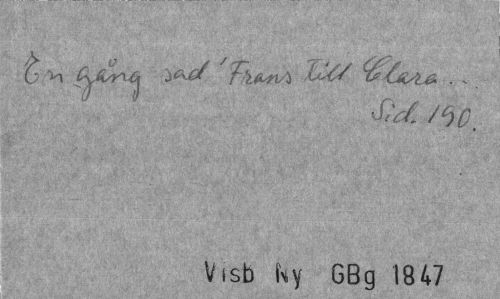 En gång sad' Frans till Clara...
Sid. 190.
Visb Ny GBg 1847